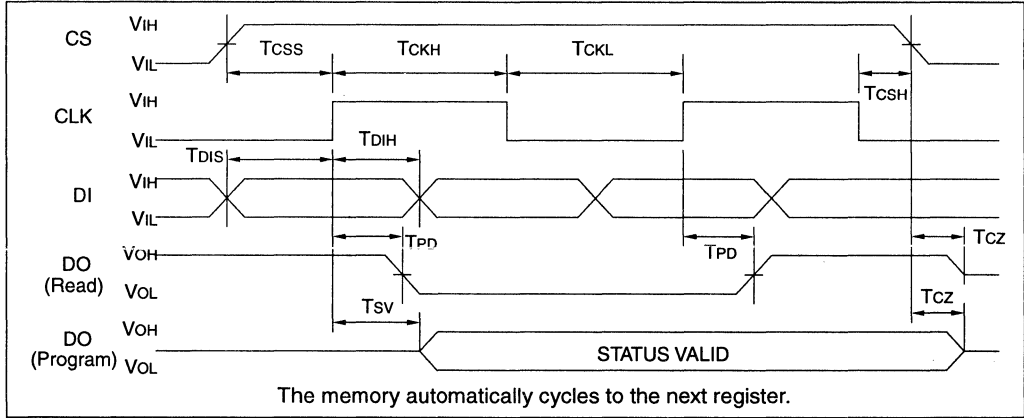 CS
VIH
VIL
TCSS
TCKH
TCKL
TCSH
CLK
VIH
VIL
TDIS
TDIH
DI
VIH
VIL
TPD
TPD
TCZ
DO
(Read)
VOH
VOL
TSV
TCZ
DO
(Program)
VOH
VOL
STATUS VALID
The memory automatically cycles to the next register.